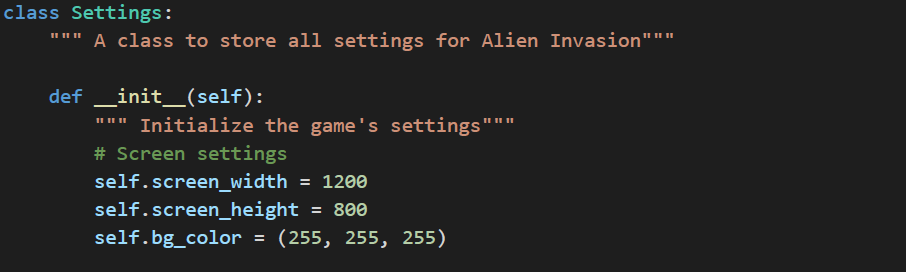 class Settings:
    """ A class to store all settings for Alien Invasion"""

    def __init__(self):
        """ Initialize the game's settings"""
        # Screen settings
        self.screen_width = 1200
        self.screen_height = 800
        self.bg_color = (255, 255, 255)